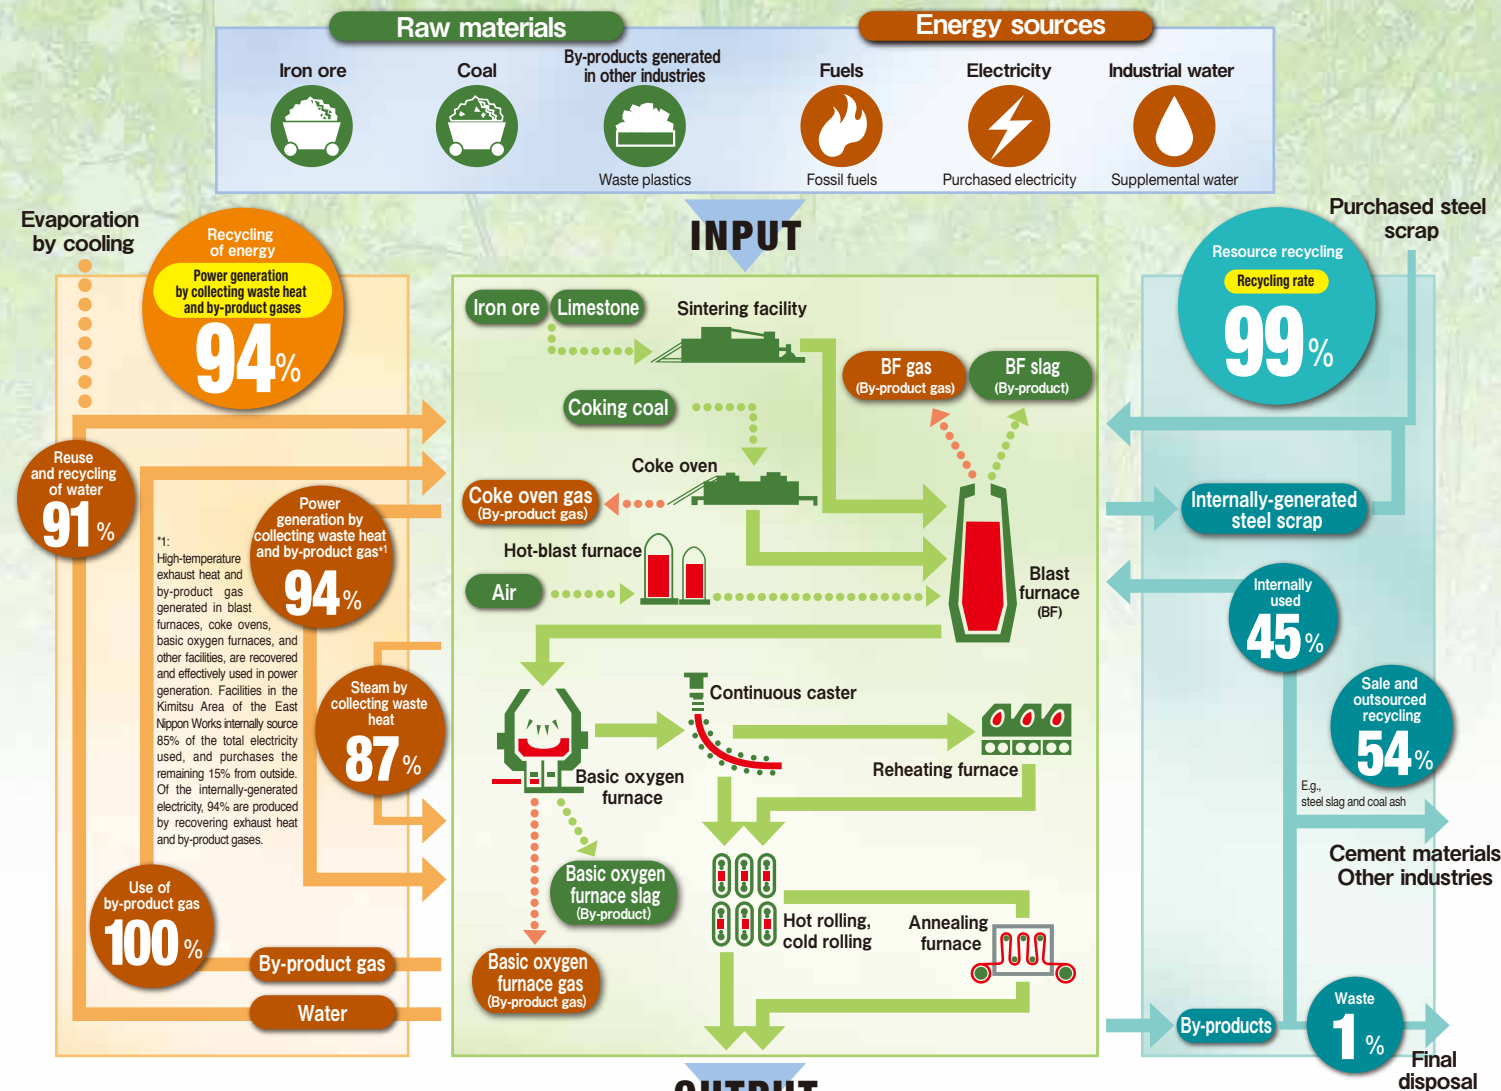 Raw materials
Energy sources
Iron ore
Coal
By-products generated
in other industries
Fuels
Electricity
Industrial water
Waste plastics
Fossil fuels
Purchased electricity
Supplemental water
INPUT
Evaporation
by cooling
Recycling
of energy
Power generation
by collecting waste heat
and by-product gases
94%
Reuse
and recycling
of water
91%
Power
generation by
collecting waste heat
and by-product gas*1
94%
*1:
High-temperature
exhaust heat and
by-product gas
generated in blast
furnaces, coke ovens,
basic oxygen furnaces, and
other facilities, are recovered
and effectively used in power
generation. Facilities in the
Kimitsu Area of the East
Nippon Works internally source
85% of the total electricity
used, and purchases the
remaining 15% from outside.
Of the internally-generated
electricity, 94% are produced
by recovering exhaust heat
and by-product gases.
Steam by
collecting waste
heat
87%
Use of
by-product gas
100%
By-product gas
Water
Iron ore
Limestone
Sintering facility
BF gas
(By-product gas)
BF slag
(By-product)
Coking coal
Coke oven
Coke oven gas
(By-product gas)
Hot-blast furnace
Air
Blast
furnace
(BF)
Continuous caster
Basic oxygen
furnace
Reheating furnace
Basic oxygen
furnace slag
(By-product)
Basic oxygen
furnace gas
(By-product gas)
Hot rolling,
cold rolling
Annealing
furnace
Purchased steel
scrap
Resource recycling
Recycling rate
99%
Internally-generated
steel scrap
Internally
used
45%
Sale and
outsourced
recycling
54%
E.g.,
steel slag and coal ash
Cement materials
Other industries
By-products
Waste
1%
Final
disposal
OUTPUT